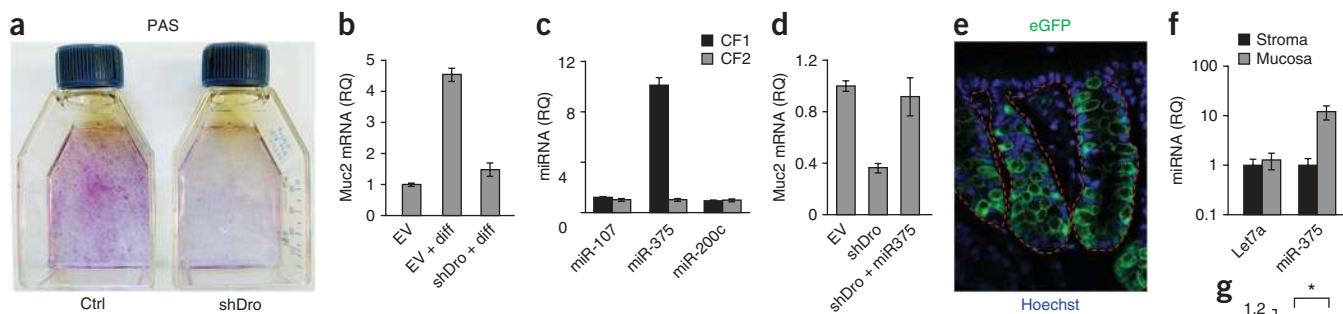 a
PAS
Ctrl
shDro
b
Muc2 mRNA (RQ)
5
4
3
2
1
0
EV
EV + diff
shDro + diff
c
CF1
CF2
miRNA (RQ)
12
8
4
0
miR-107
miR-375
miR-200c
d
Muc2 mRNA (RQ)
1.2
0.8
0.4
0
EV
shDro
shDro + miR375
e
eGFP
Hoechst
f
Stroma
Mucosa
miRNA (RQ)
100
10
1
0.1
Let7a
miR-375
g
1.2
*